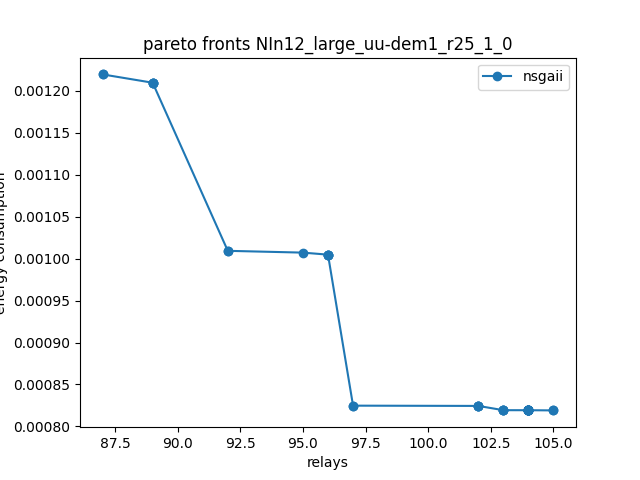 pareto fronts NIn12_large_uu-dem1_r25_1_0
nsgaii
0.00120
0.00115
0.00110
0.00105
0.00100
0.00095
0.00090
0.00085
0.00080
energy consumption
87.5 90.0 92.5 95.0 97.5 100.0 102.5 105.0
relays